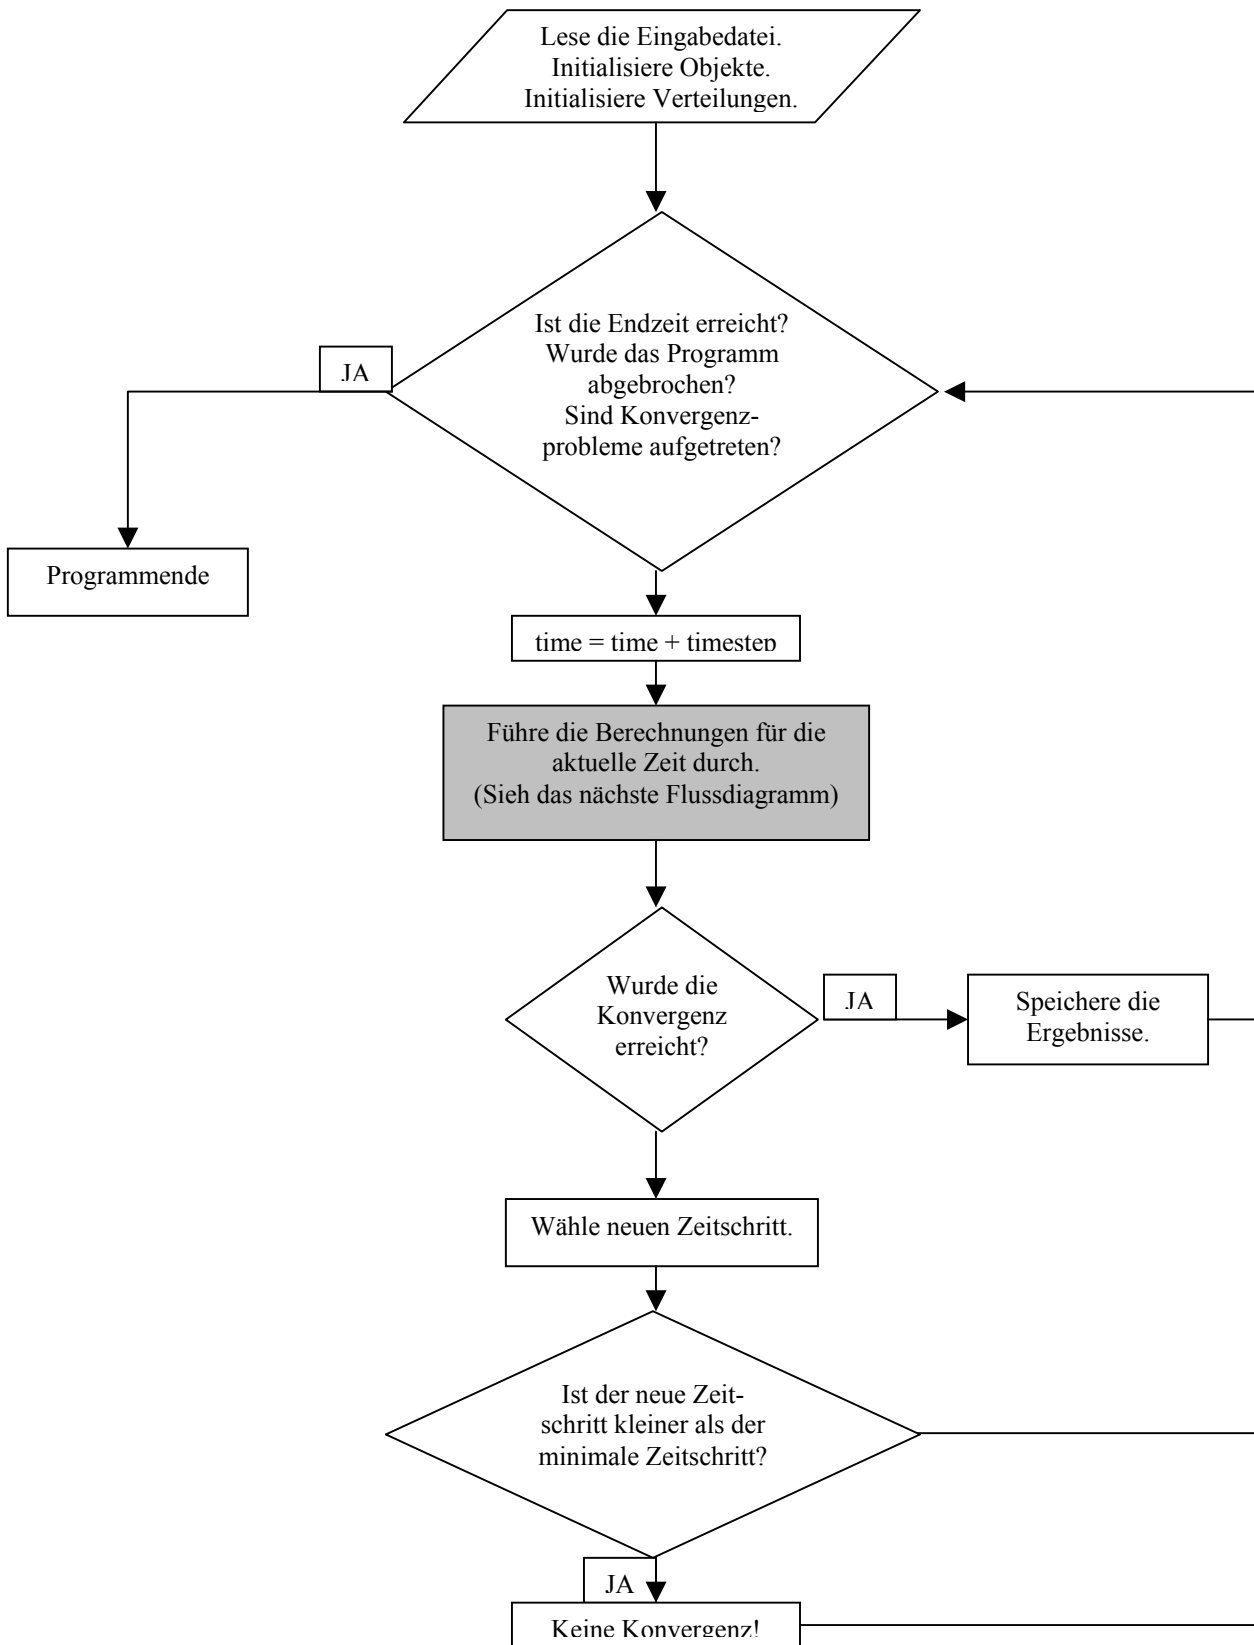 Lese die Eingabedatei.
Initialisiere Objekte.
Initialisiere Verteilungen.
Ist die Endzeit erreicht?
Wurde das Programm
abgebrochen?
Sind Konvergenz-
probleme aufgetreten?
JA
Programmende
time = time + timestep
Führe die Berechnungen für die
aktuelle Zeit durch.
(Sieh das nächste Flussdiagramm)
Wurde die
Konvergenz
erreicht?
JA
Speichere die
Ergebnisse.
Wähle neuen Zeitschritt.
Ist der neue Zeit-
schritt kleiner als der
minimale Zeitschritt?
JA
Keine Konvergenz!